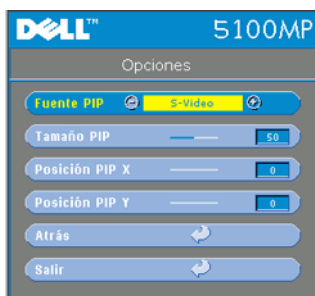 DELL™ 5100MP
Opciones
Fuente PIP S-Video
Tamaño PIP 50
Posición PIP X 0
Posición PIP Y 0
Atrás
Salir